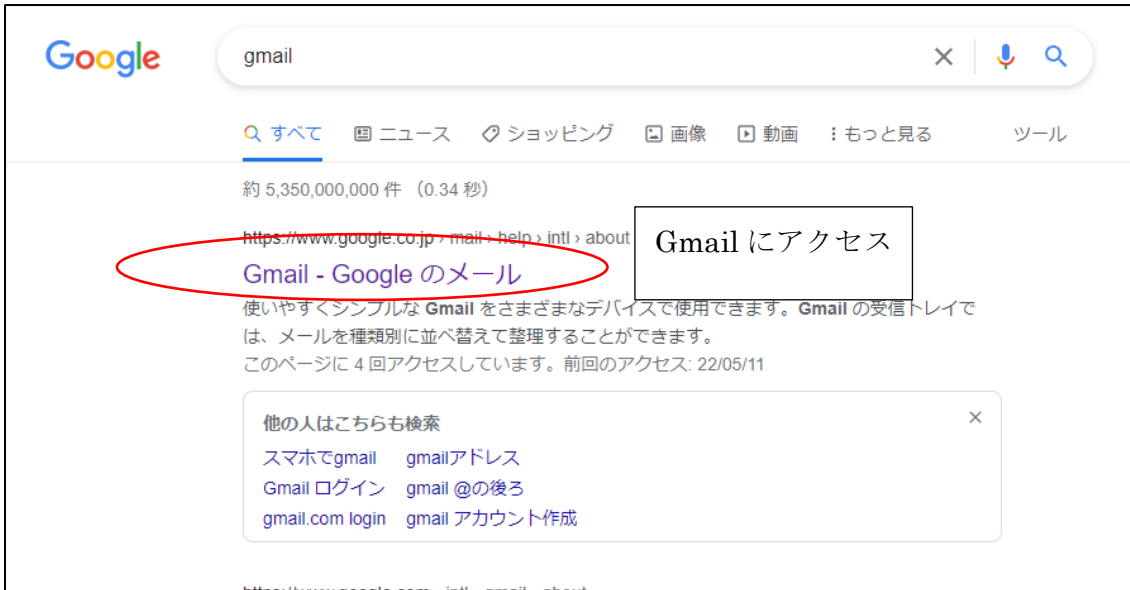 Google
gmail
すべて ニュース ショッピング 画像 動画 もっと見る ツール
約 5,350,000,000 件 (0.34 秒)
https://www.google.co.jp › mail › help › intl › about
Gmail にアクセス
Gmail - Google のメール
使いやすくシンプルな Gmail をさまざまなデバイスで使用できます。Gmail の受信トレイで
は、メールを種類別に並べ替えて整理することができます。
このページに 4 回アクセスしています。前回のアクセス: 22/05/11
他の人はこちらも検索
スマホでgmail gmailアドレス
Gmail ログイン gmail @の後ろ
gmail.com login gmail アカウント作成
https://www.google.com › intl › gmail › about